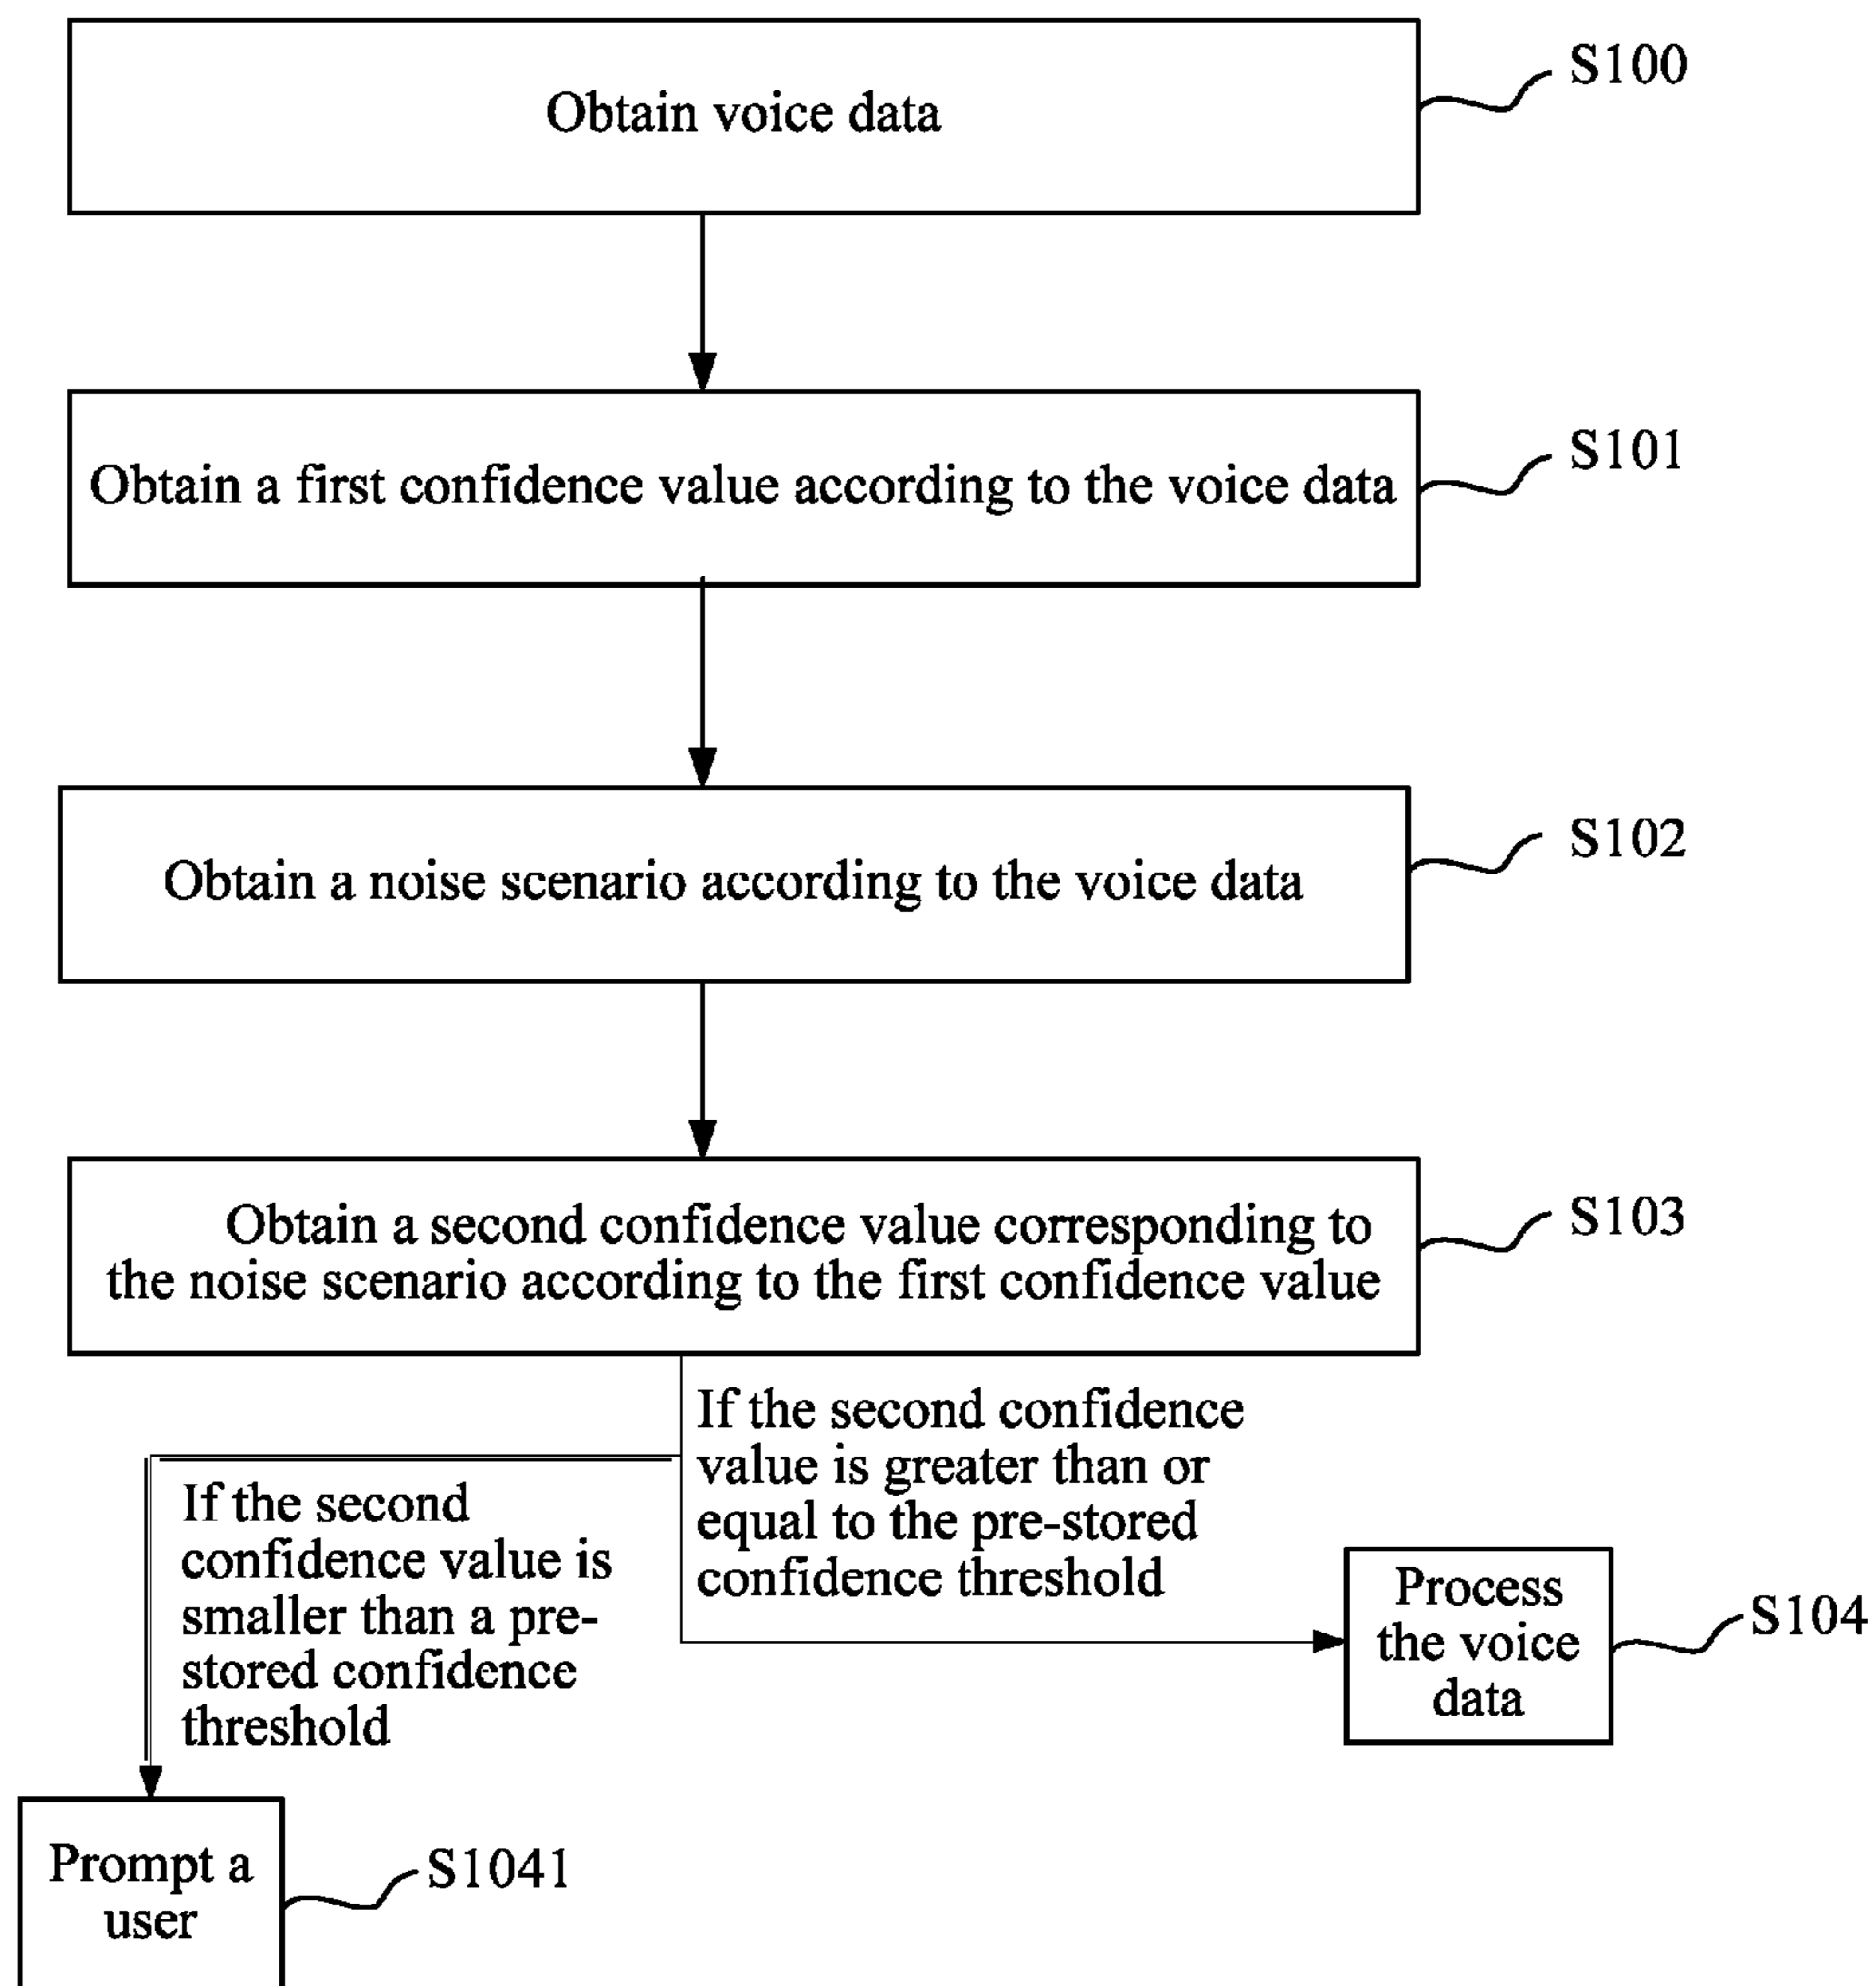 Obtain voice data
S100
Obtain a first confidence value according to the voice data
S101
Obtain a noise scenario according to the voice data
S102
Obtain a second confidence value corresponding to
the noise scenario according to the first confidence value
S103
If the second confidence
value is greater than or
equal to the pre-stored
confidence threshold
If the second
confidence value is
smaller than a pre-
stored confidence
threshold
Process
the voice
data
S104
Prompt a
user
S1041